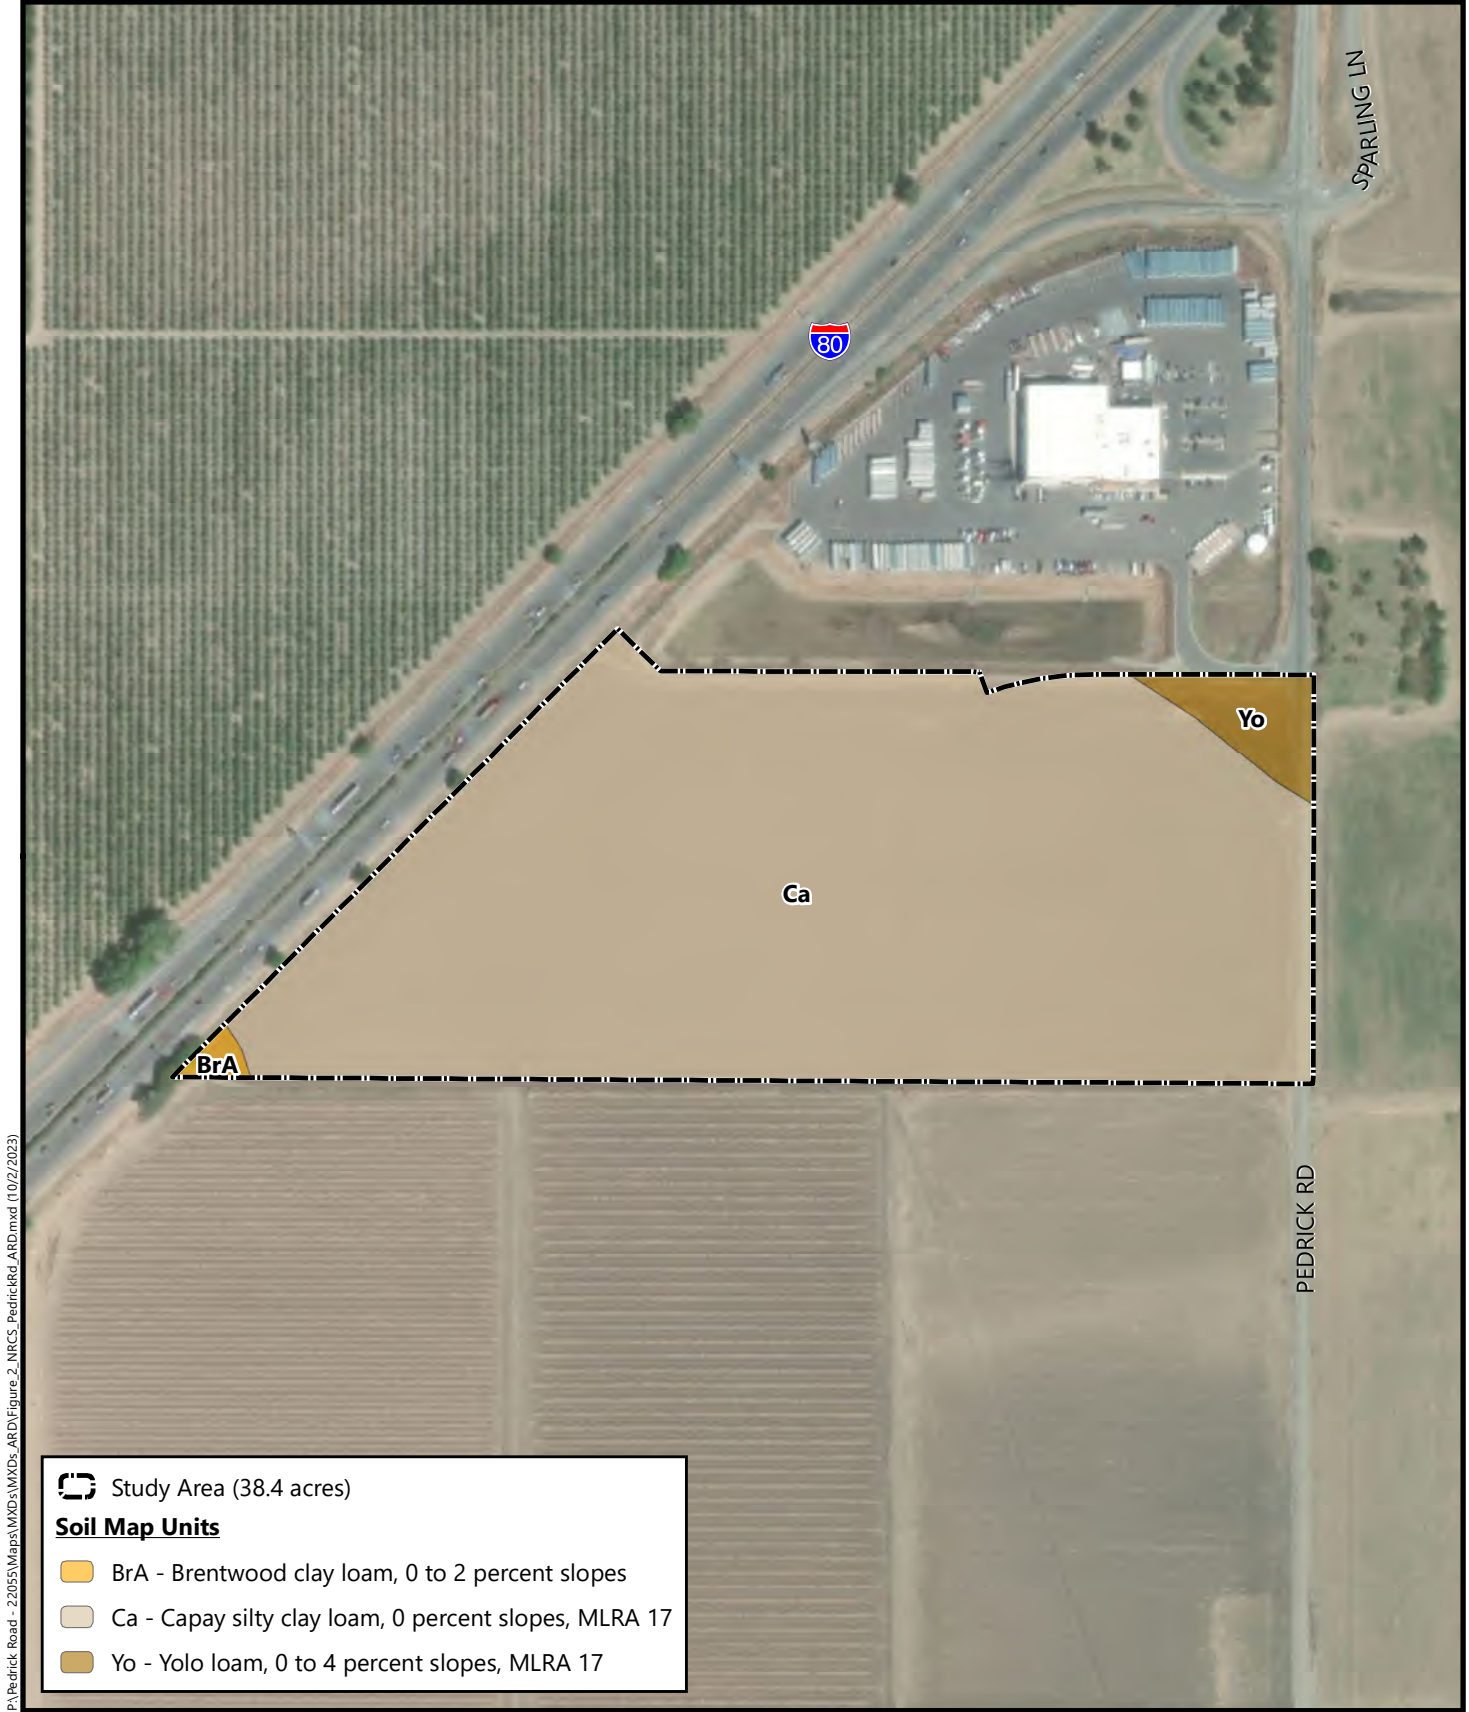 SPARLING LN
80
Yo
Ca
BrA
PEDRICK RD
Study Area (38.4 acres)
Soil Map Units
BrA - Brentwood clay loam, 0 to 2 percent slopes
Ca - Capay silty clay loam, 0 percent slopes, MLRA 17
Yo - Yolo loam, 0 to 4 percent slopes, MLRA 17
P:\Pedrick Road - 22055\Maps\MXDs\MXDs_ARD\Figure_2_NRCS_PedrickRd_ARD.mxd (10/2/2023)